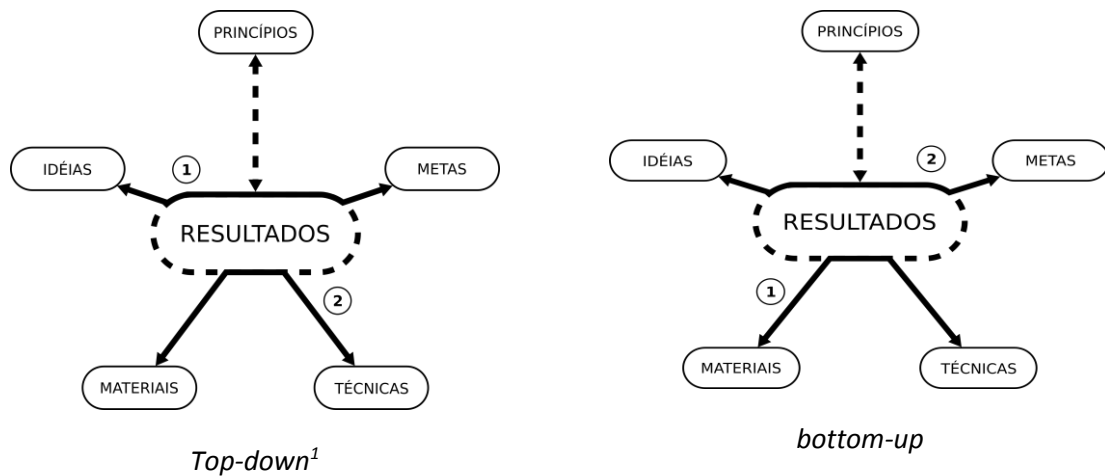 PRINCÍPIOS
IDÉIAS
1
METAS
RESULTADOS
2
MATERIAIS
TÉCNICAS
Top-down1
PRINCÍPIOS
IDÉIAS
2
METAS
RESULTADOS
1
MATERIAIS
TÉCNICAS
bottom-up